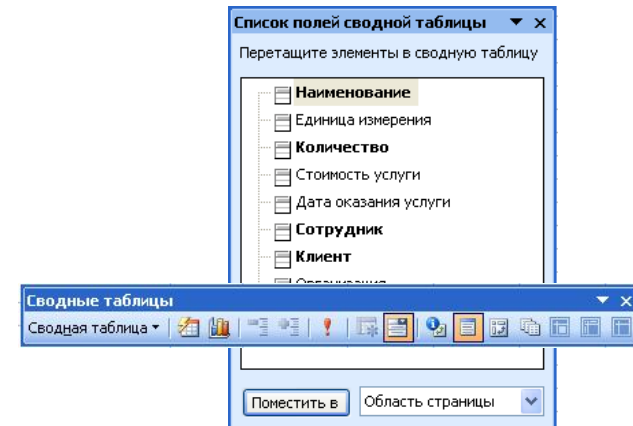 Список полей сводной таблицы
Перетащите элементы в сводную таблицу
Наименование
Единица измерения
Количество
Стоимость услуги
Дата оказания услуги
Сотрудник
Клиент
Организация
Сводные таблицы
Сводная таблица
Поместить в
Область страницы